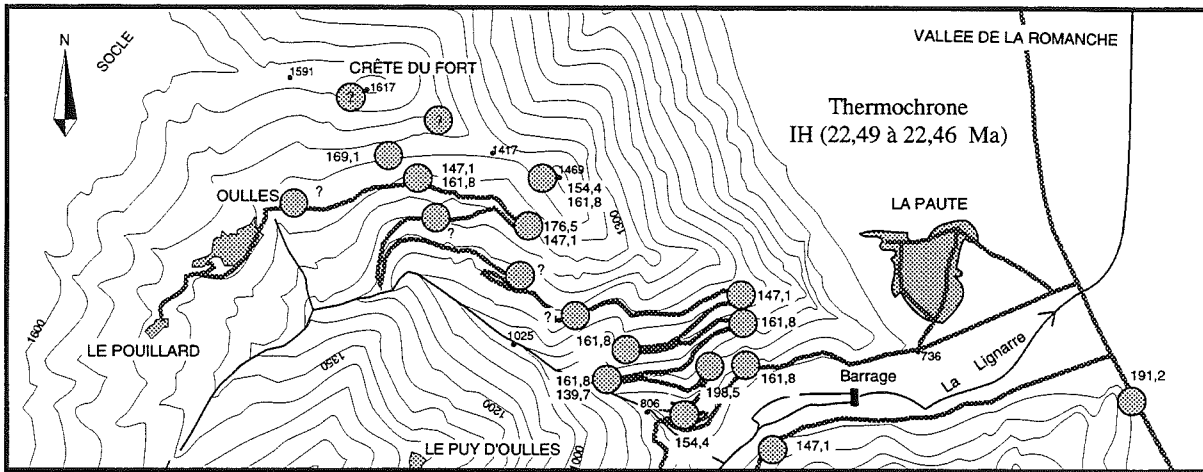 N
SOCLE
1591
CRÊTE DU FORT
?
1617
?
1417
169,1
147,1
161,8
1469
154,4
161,8
OULLES
?
176,5
147,1
?
?
1300
VALLEE DE LA ROMANCHE
Thermochrone
IH (22,49 à 22,46 Ma)
LA PAUTE
147,1
?
161,8
161,8
1025
1600
LE POUILLARD
1350
161,8
139,7
198,5
161,8
736
Barrage
La Lignarre
191,2
806
154,4
1200
1000
LE PUY D'OULLES
147,1